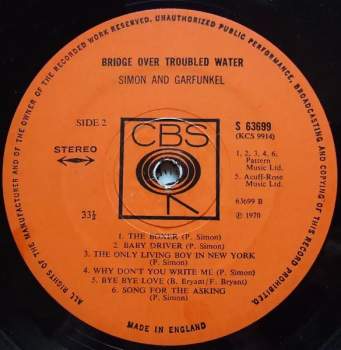 ALL RIGHTS OF THE MANUFACTURER AND OF THE OWNER OF THE RECORDED WORK RESERVED. UNAUTHORIZED PUBLIC PERFORMANCE, BROADCASTING AND COPYING OF THIS RECORD PROHIBITED.
BRIDGE OVER TROUBLED WATER
SIMON AND GARFUNKEL
SIDE 2
CBS
S 63699
(KCS 9914)
STEREO
1, 2, 3, 4, 6,
Pattern
Music Ltd.
5. Acuff-Rose
Music Ltd.
63699 B
33⅓
℗ 1970
1. THE BOXER (P. Simon)
2. BABY DRIVER (P. Simon)
3. THE ONLY LIVING BOY IN NEW YORK
(P. Simon)
4. WHY DON'T YOU WRITE ME (P. Simon)
5. BYE BYE LOVE (B. Bryant/F. Bryant)
6. SONG FOR THE ASKING
(P. Simon)
MADE IN ENGLAND